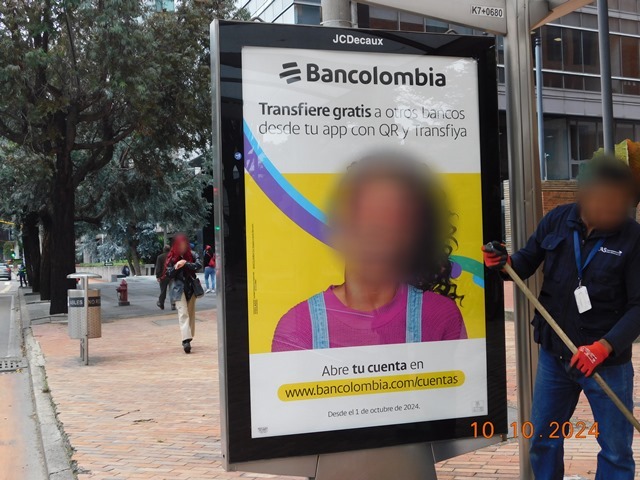 K7+0680
JCDecaux
Bancolombia
Transfiere gratis a otros bancos
desde tu app con QR y Transfiya
Abre tu cuenta en
www.bancolombia.com/cuentas
Desde el 1 de octubre de 2024.
10.10.2024